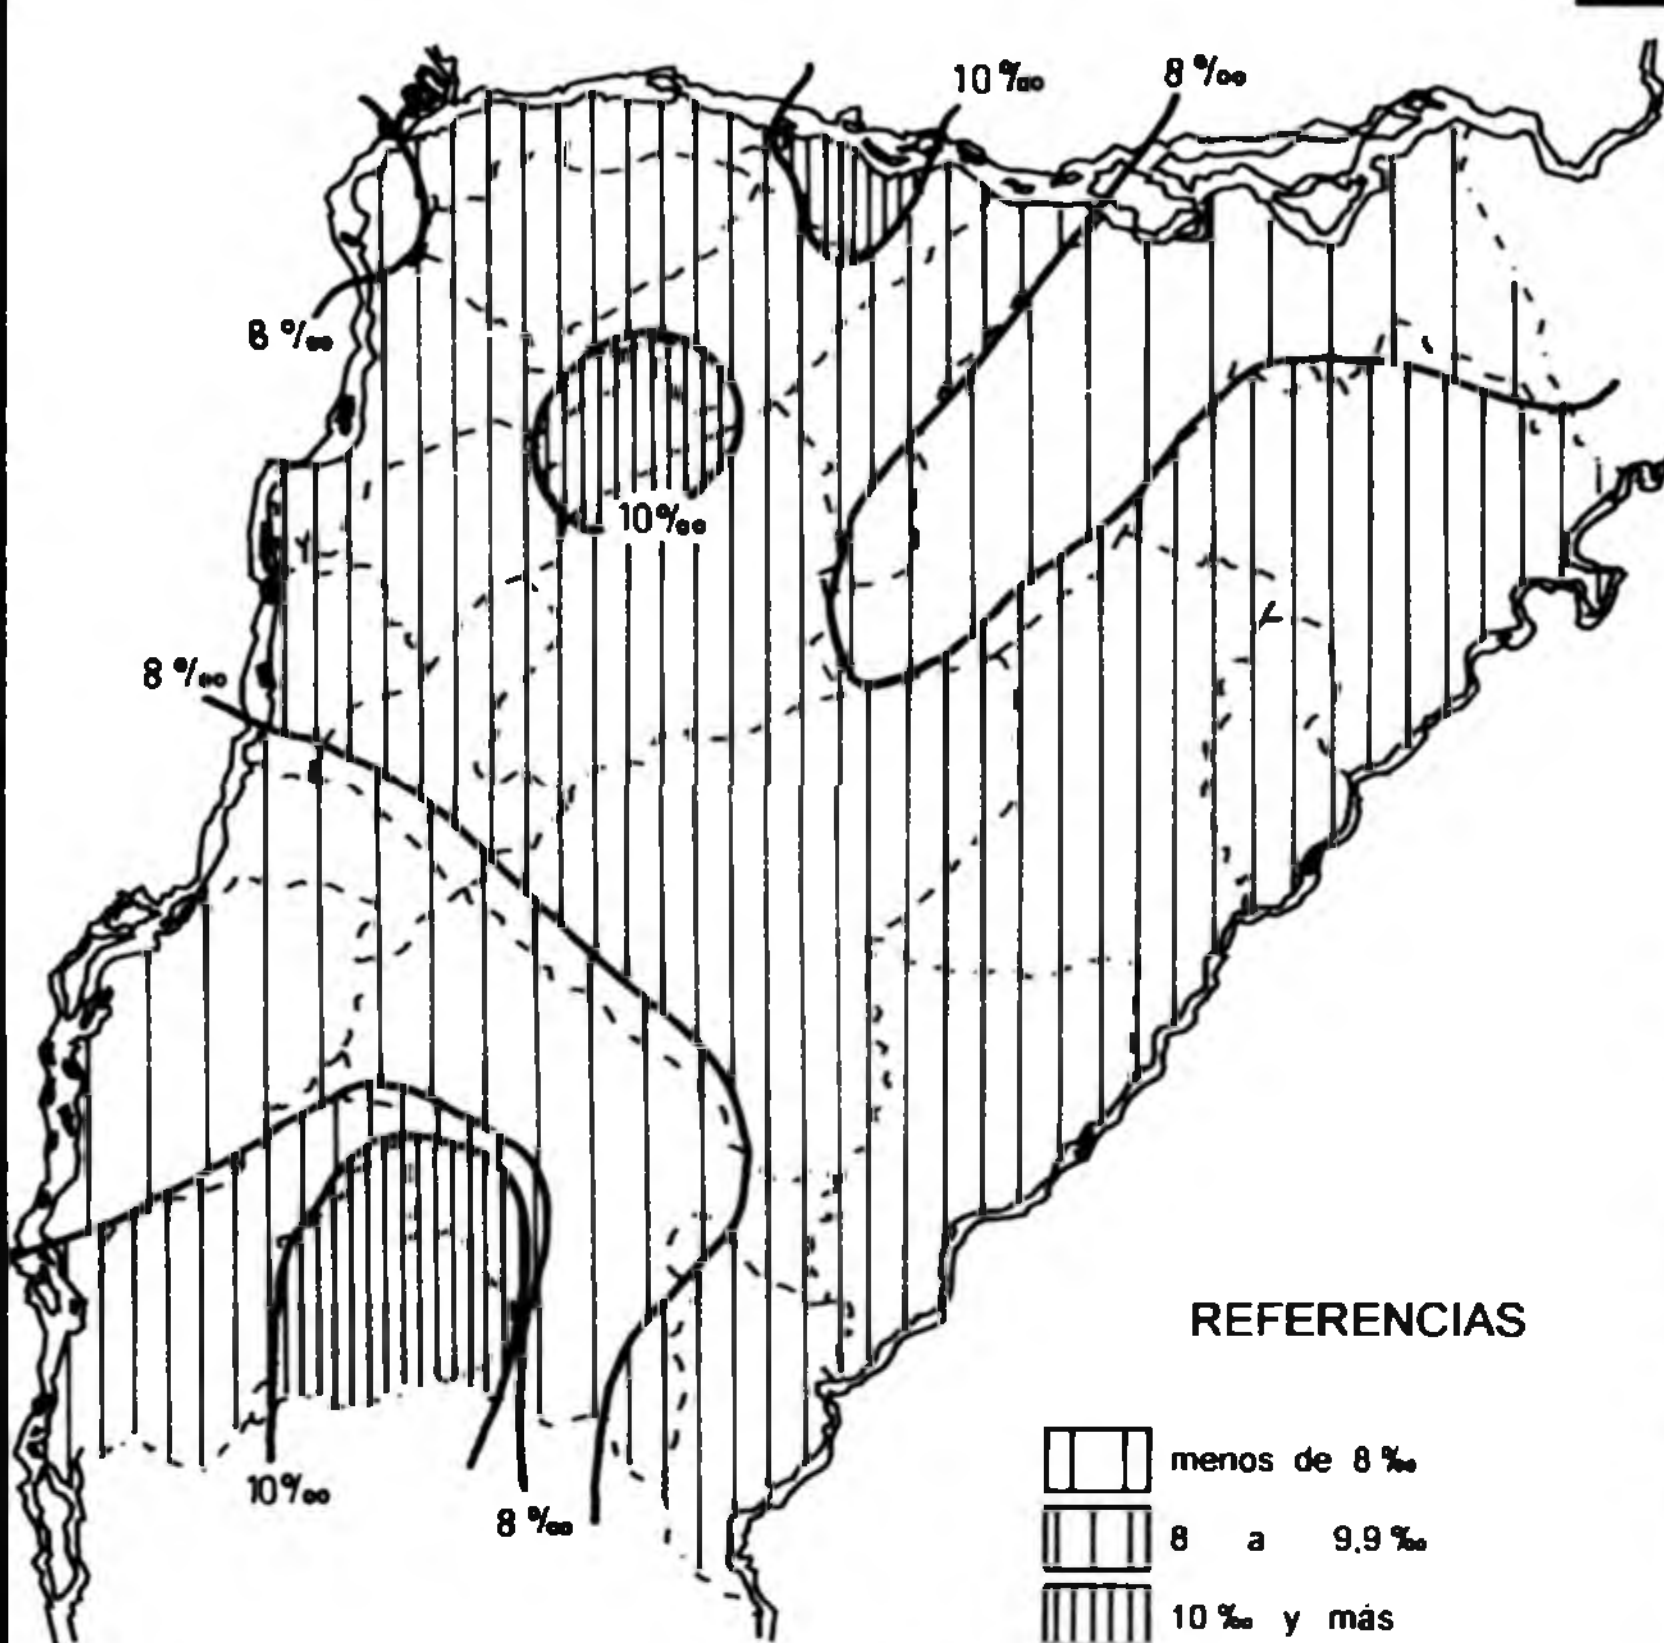 10 ‰
8 ‰
8 ‰
10 ‰
8 ‰
10 ‰
8 ‰
REFERENCIAS
menos de 8 ‰
8 a 9.9 ‰
10 ‰ y más